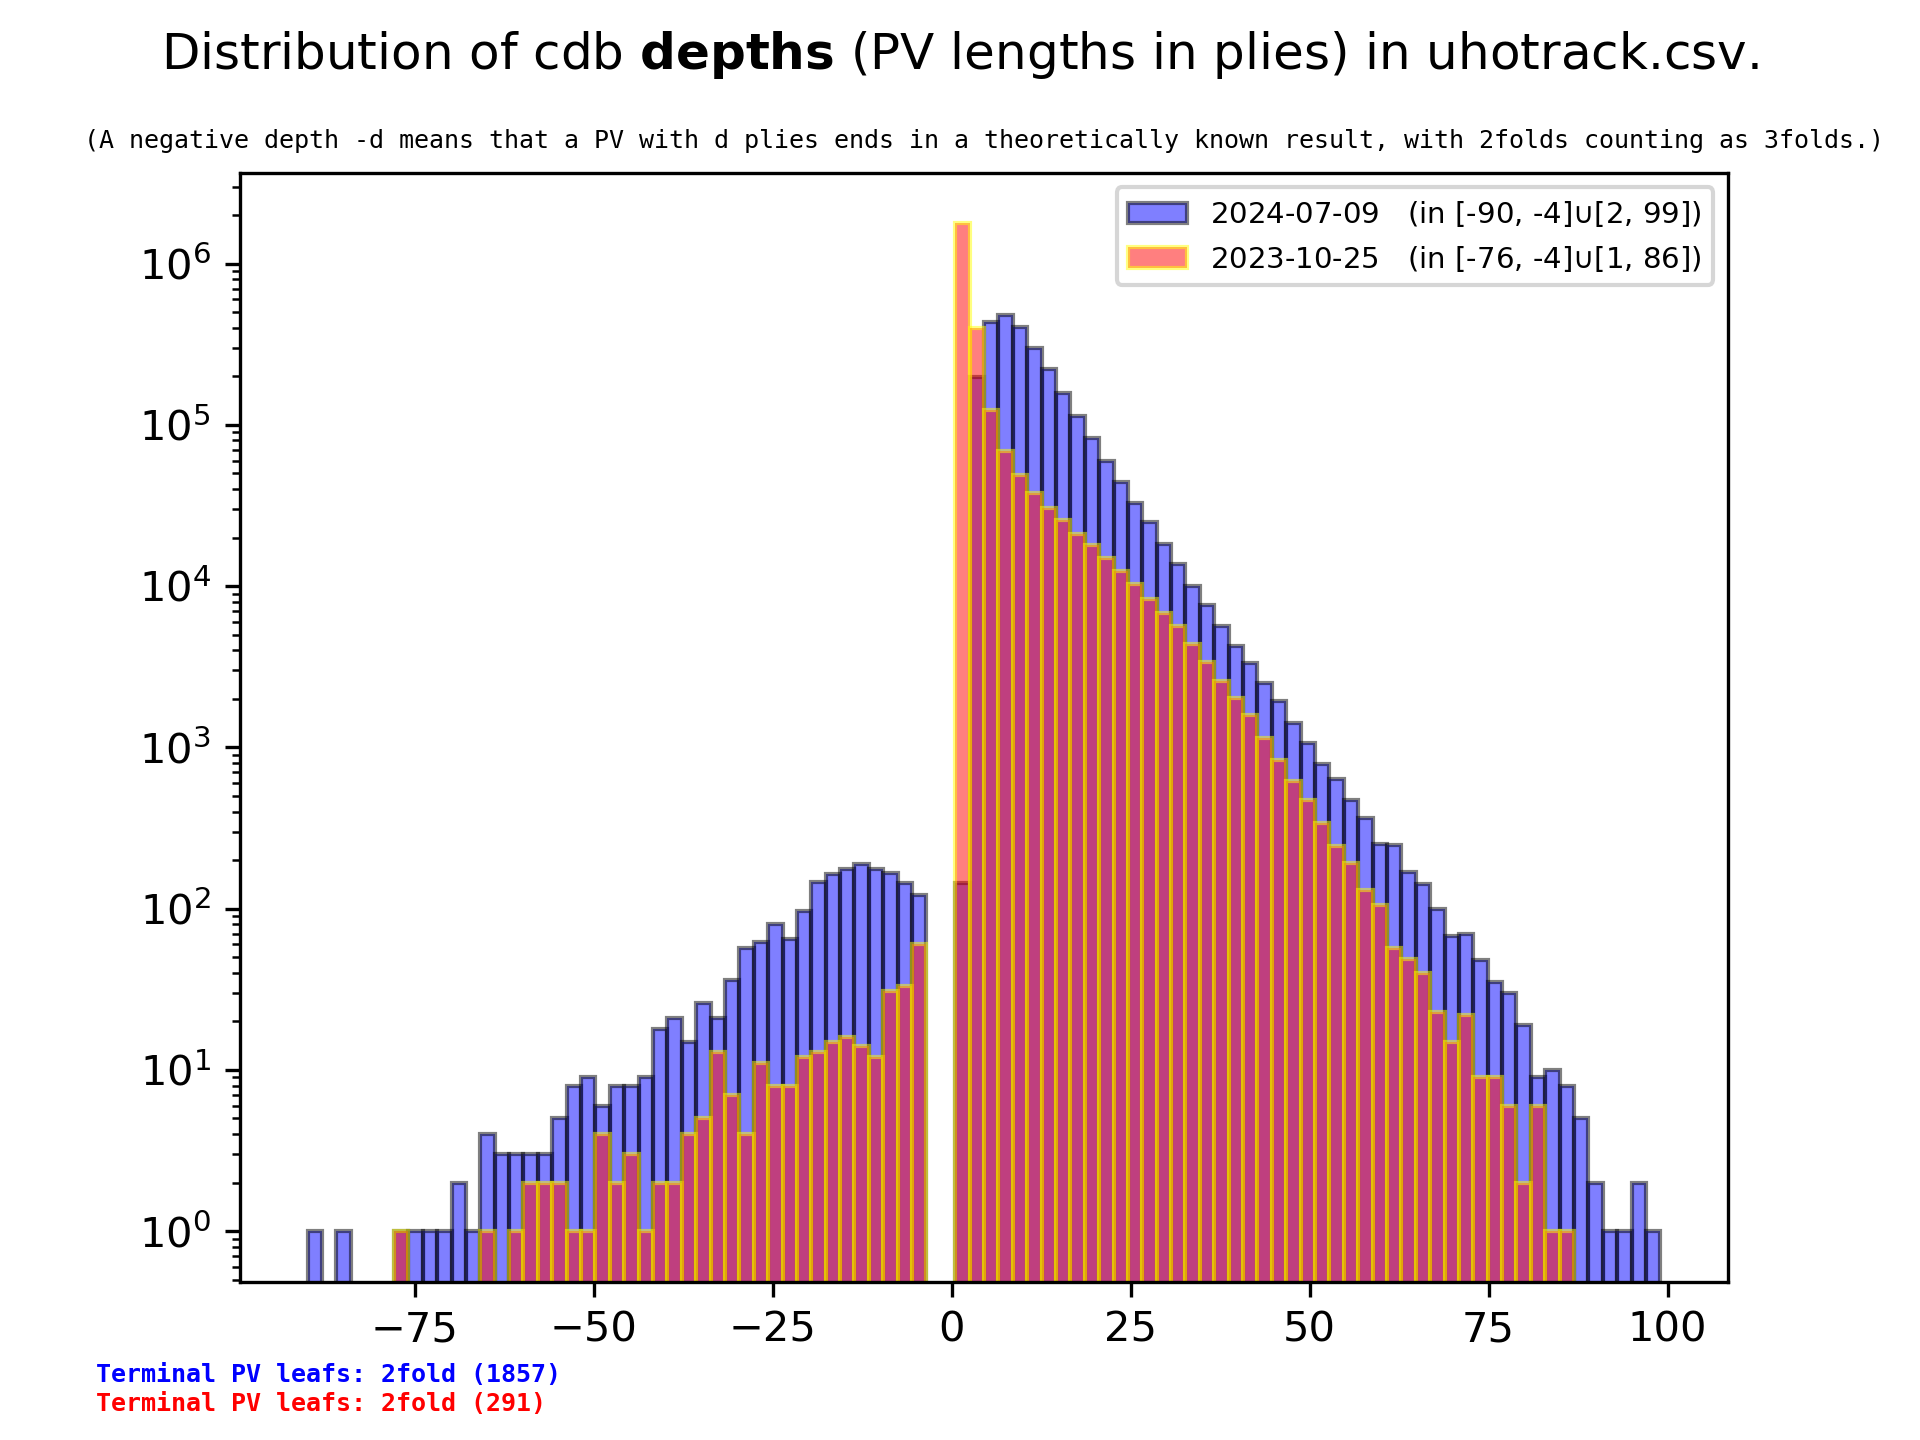 Distribution of cdb depths (PV lengths in plies) in uhotrack.csv.
(A negative depth -d means that a PV with d plies ends in a theoretically known result, with 2folds counting as 3folds.)
2024-07-09 (in [-90, -4]∪[2, 99])
2023-10-25 (in [-76, -4]∪[1, 86])
10⁶
10⁵
10⁴
10³
10²
10¹
10⁰
−75 −50 −25 0 25 50 75 100
Terminal PV leafs: 2fold (1857)
Terminal PV leafs: 2fold (291)